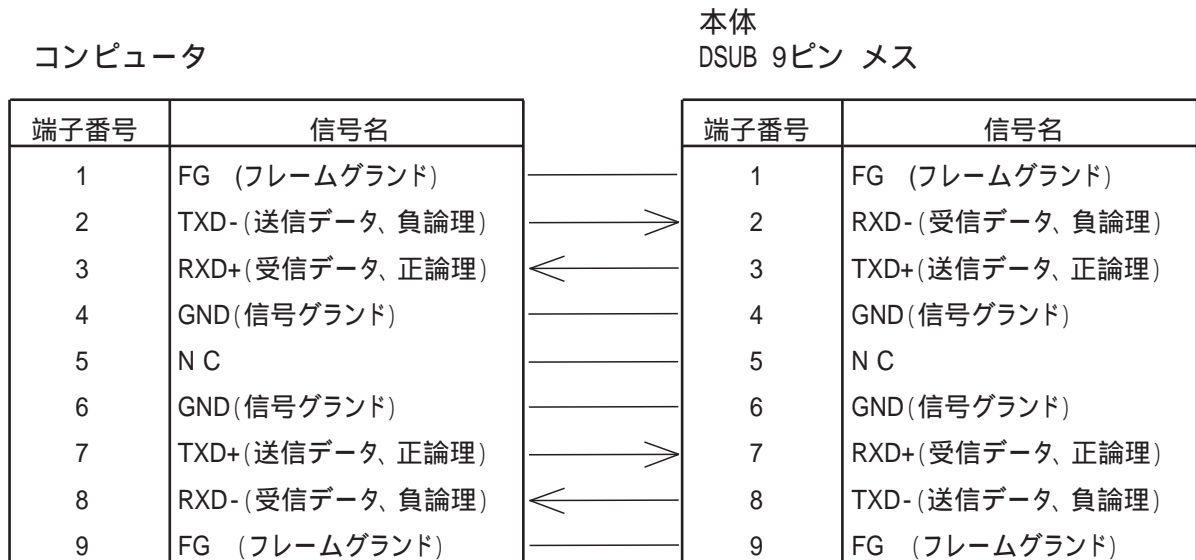 本体
コンピュータ DSUB 9ピン メス
端子番号 信号名 端子番号 信号名
1 FG (フレームグランド) 1 FG (フレームグランド)
2 TXD-(送信データ、負論理) 2 RXD-(受信データ、負論理)
3 RXD+(受信データ、正論理) 3 TXD+(送信データ、正論理)
4 GND(信号グランド) 4 GND(信号グランド)
5 N C 5 N C
6 GND(信号グランド) 6 GND(信号グランド)
7 TXD+(送信データ、正論理) 7 RXD+(受信データ、正論理)
8 RXD-(受信データ、負論理) 8 TXD-(送信データ、負論理)
9 FG (フレームグランド) 9 FG (フレームグランド)